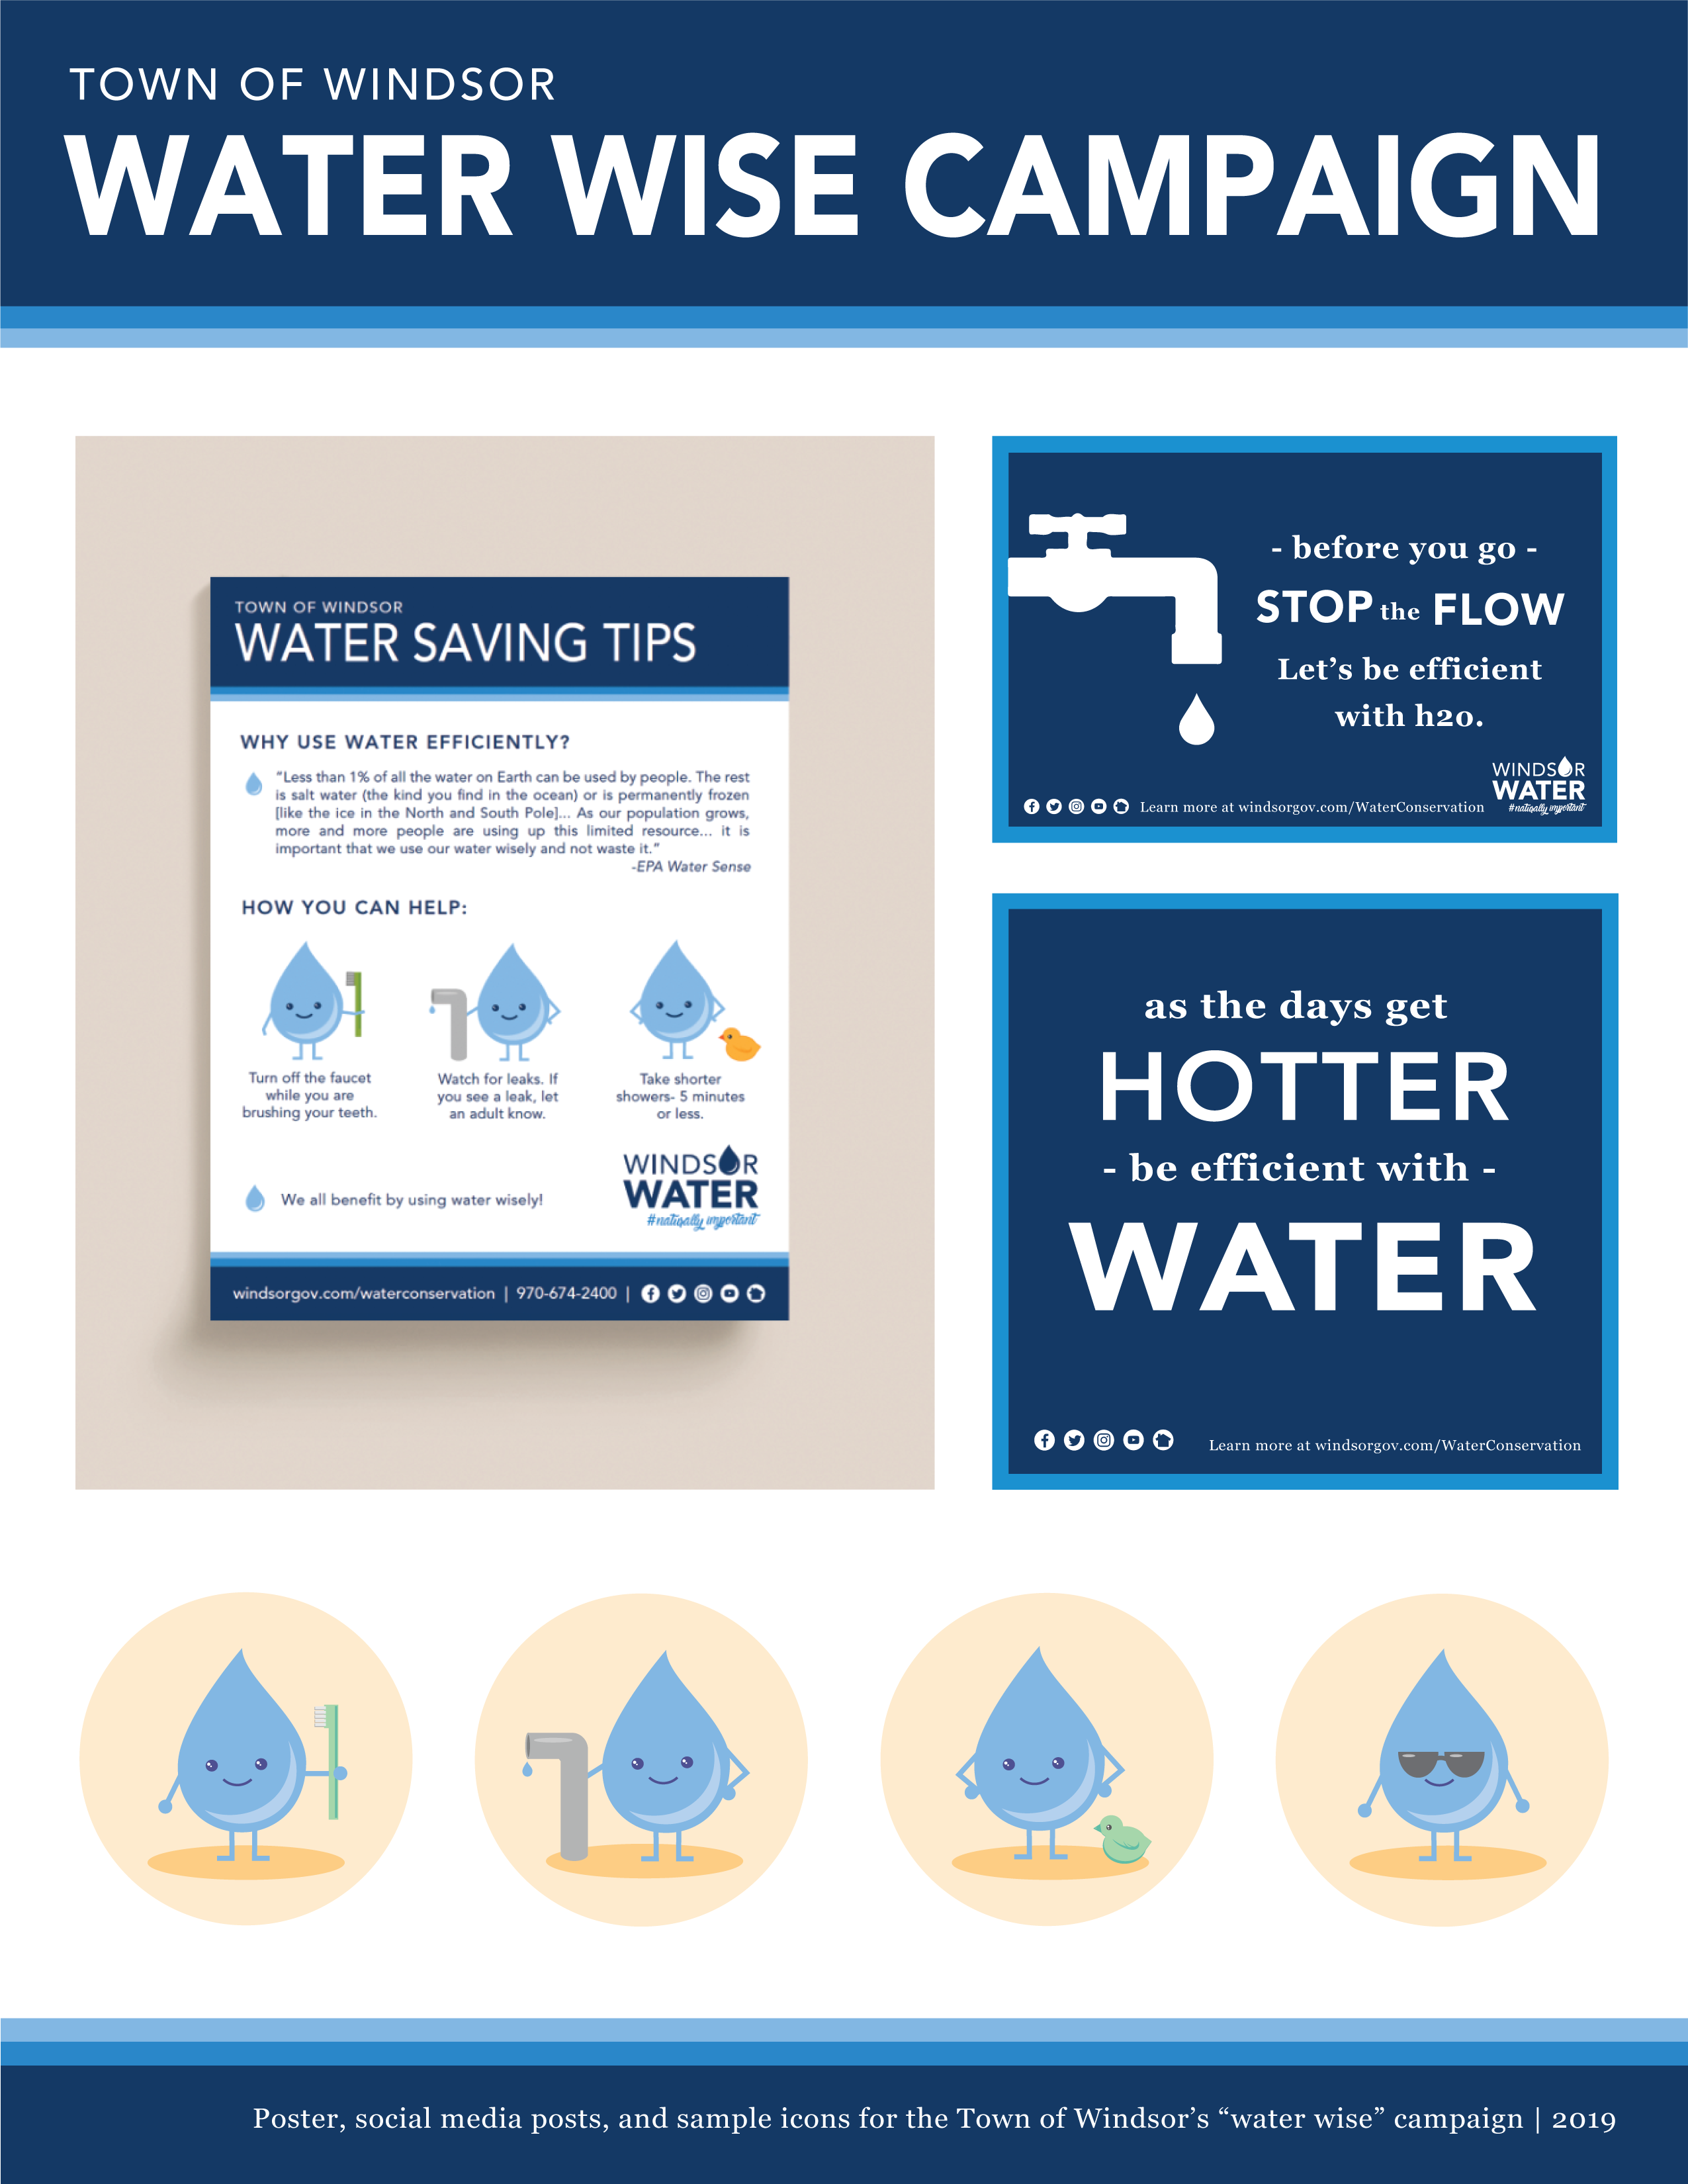 TOWN OF WINDSOR
WATER WISE CAMPAIGN
TOWN OF WINDSOR
WATER SAVING TIPS
WHY USE WATER EFFICIENTLY?
“Less than 1% of all the water on Earth can be used by people. The rest
is salt water (the kind you find in the ocean) or is permanently frozen
[like the ice in the North and South Pole]... As our population grows,
more and more people are using up this limited resource... it is
important that we use our water wisely and not waste it.”
-EPA Water Sense
HOW YOU CAN HELP:
Turn off the faucet
while you are
brushing your teeth.
Watch for leaks. If
you see a leak, let
an adult know.
Take shorter
showers- 5 minutes
or less.
We all benefit by using water wisely!
WINDSOR
WATER
#naturally important
windsorgov.com/waterconservation | 970-674-2400 |
- before you go -
STOP the FLOW
Let’s be efficient
with h2o.
WINDSOR
WATER
#naturally important
Learn more at windsorgov.com/WaterConservation
as the days get
HOTTER
- be efficient with -
WATER
Learn more at windsorgov.com/WaterConservation
Poster, social media posts, and sample icons for the Town of Windsor’s “water wise” campaign | 2019